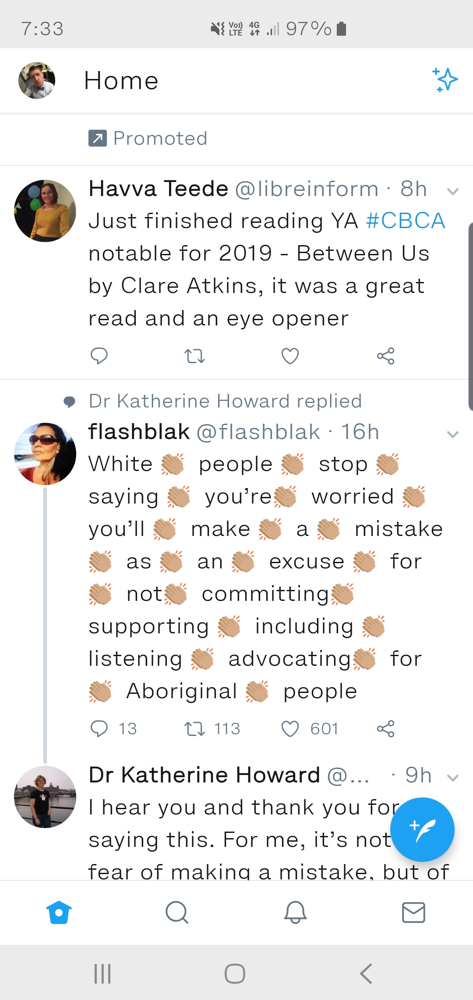 7:33 Vo)) LTE 4G 97%
Home
Promoted
Havva Teede @libreinform · 8h
Just finished reading YA #CBCA
notable for 2019 - Between Us
by Clare Atkins, it was a great
read and an eye opener
Dr Katherine Howard replied
flashblak @flashblak · 16h
White 👏🏽 people 👏🏽 stop 👏🏽
saying 👏🏽 you’re👏🏽 worried 👏🏽
you’ll 👏🏽 make 👏🏽 a 👏🏽 mistake
👏🏽 as 👏🏽 an 👏🏽 excuse 👏🏽 for
👏🏽 not👏🏽 committing👏🏽
supporting 👏🏽 including 👏🏽
listening 👏🏽 advocating👏🏽 for
👏🏽 Aboriginal 👏🏽 people
13 113 601
Dr Katherine Howard @... · 9h
I hear you and thank you for
saying this. For me, it’s not
fear of making a mistake, but of